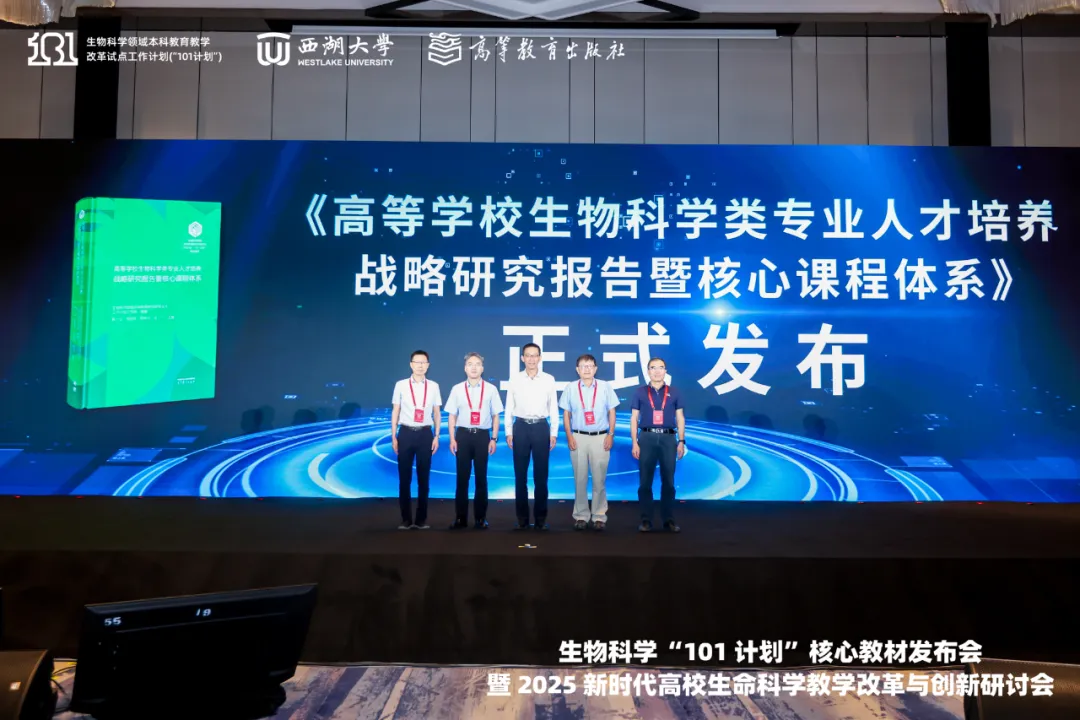 101
生物科学领域本科教育教学
改革试点工作计划("101计划")
西湖大學
WESTLAKE UNIVERSITY
高等教育出版社
《高等学校生物科学类专业人才培养
战略研究报告暨核心课程体系》
正式发布
高等学校生物科学类专业人才培养
战略研究报告暨核心课程体系
生物科学“101 计划”核心教材发布会
暨 2025 新时代高校生命科学教学改革与创新研讨会